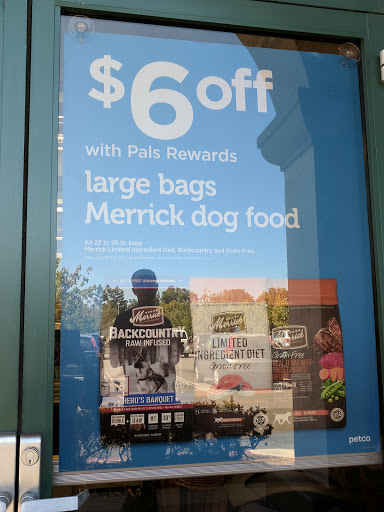 $6 off
with Pals Rewards
large bags
Merrick dog food
All 22 to 25 lb. bags
Merrick Limited Ingredient Diet, Backcountry and Grain-Free.
Merrick
BACKCOUNTRY
RAW INFUSED
HERO'S BANQUET
Merrick
LIMITED
INGREDIENT DIET
Grain Free
Merrick
Grain Free
petco